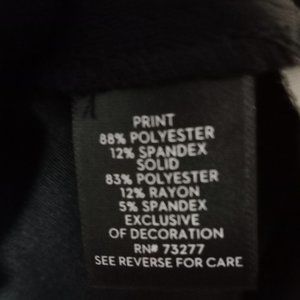 PRINT
88% POLYESTER
12% SPANDEX
SOLID
83% POLYESTER
12% RAYON
5% SPANDEX
EXCLUSIVE
OF DECORATION
RN# 73277
SEE REVERSE FOR CARE